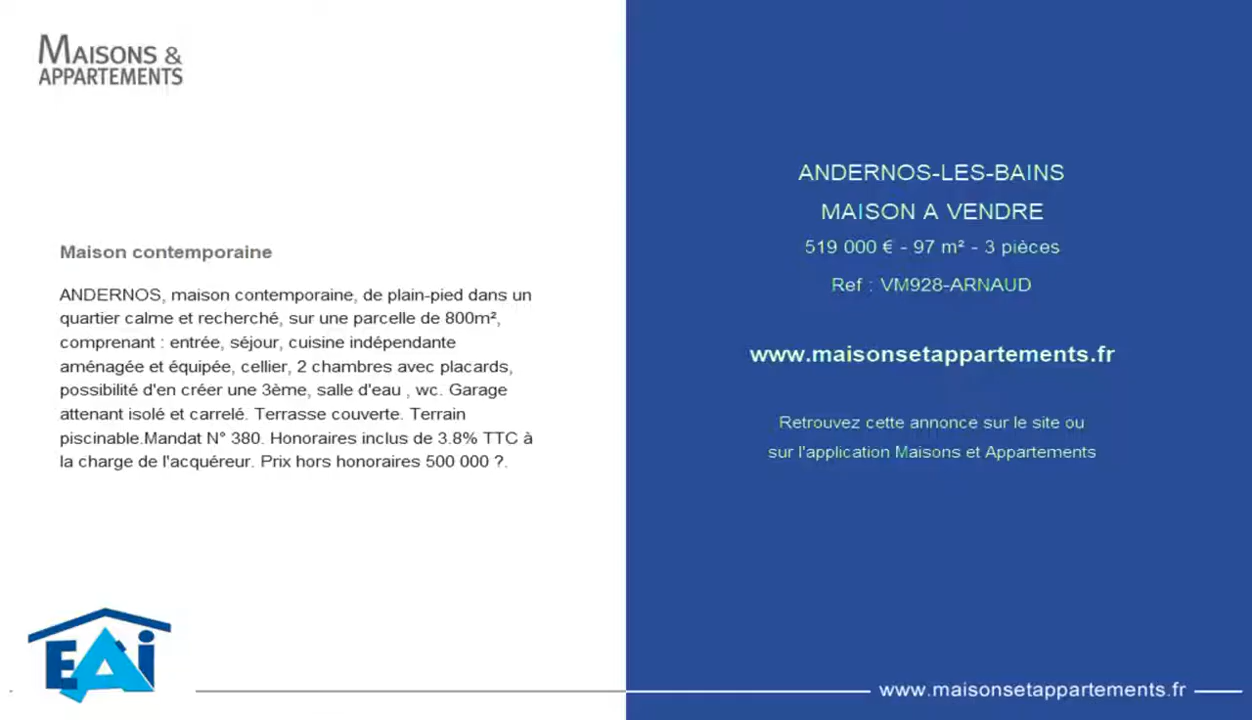 MAISONS &
APPARTEMENTS
Maison contemporaine
ANDERNOS, maison contemporaine, de plain-pied dans un
quartier calme et recherché, sur une parcelle de 800m²,
comprenant : entrée, séjour, cuisine indépendante
aménagée et équipée, cellier, 2 chambres avec placards,
possibilité d'en créer une 3ème, salle d'eau , wc. Garage
attenant isolé et carrelé. Terrasse couverte. Terrain
piscinable.Mandat N° 380. Honoraires inclus de 3.8% TTC à
la charge de l'acquéreur. Prix hors honoraires 500 000 ?.
EAi
ANDERNOS-LES-BAINS
MAISON A VENDRE
519 000 € - 97 m² - 3 pièces
Ref : VM928-ARNAUD
www.maisonsetappartements.fr
Retrouvez cette annonce sur le site ou
sur l'application Maisons et Appartements
www.maisonsetappartements.fr